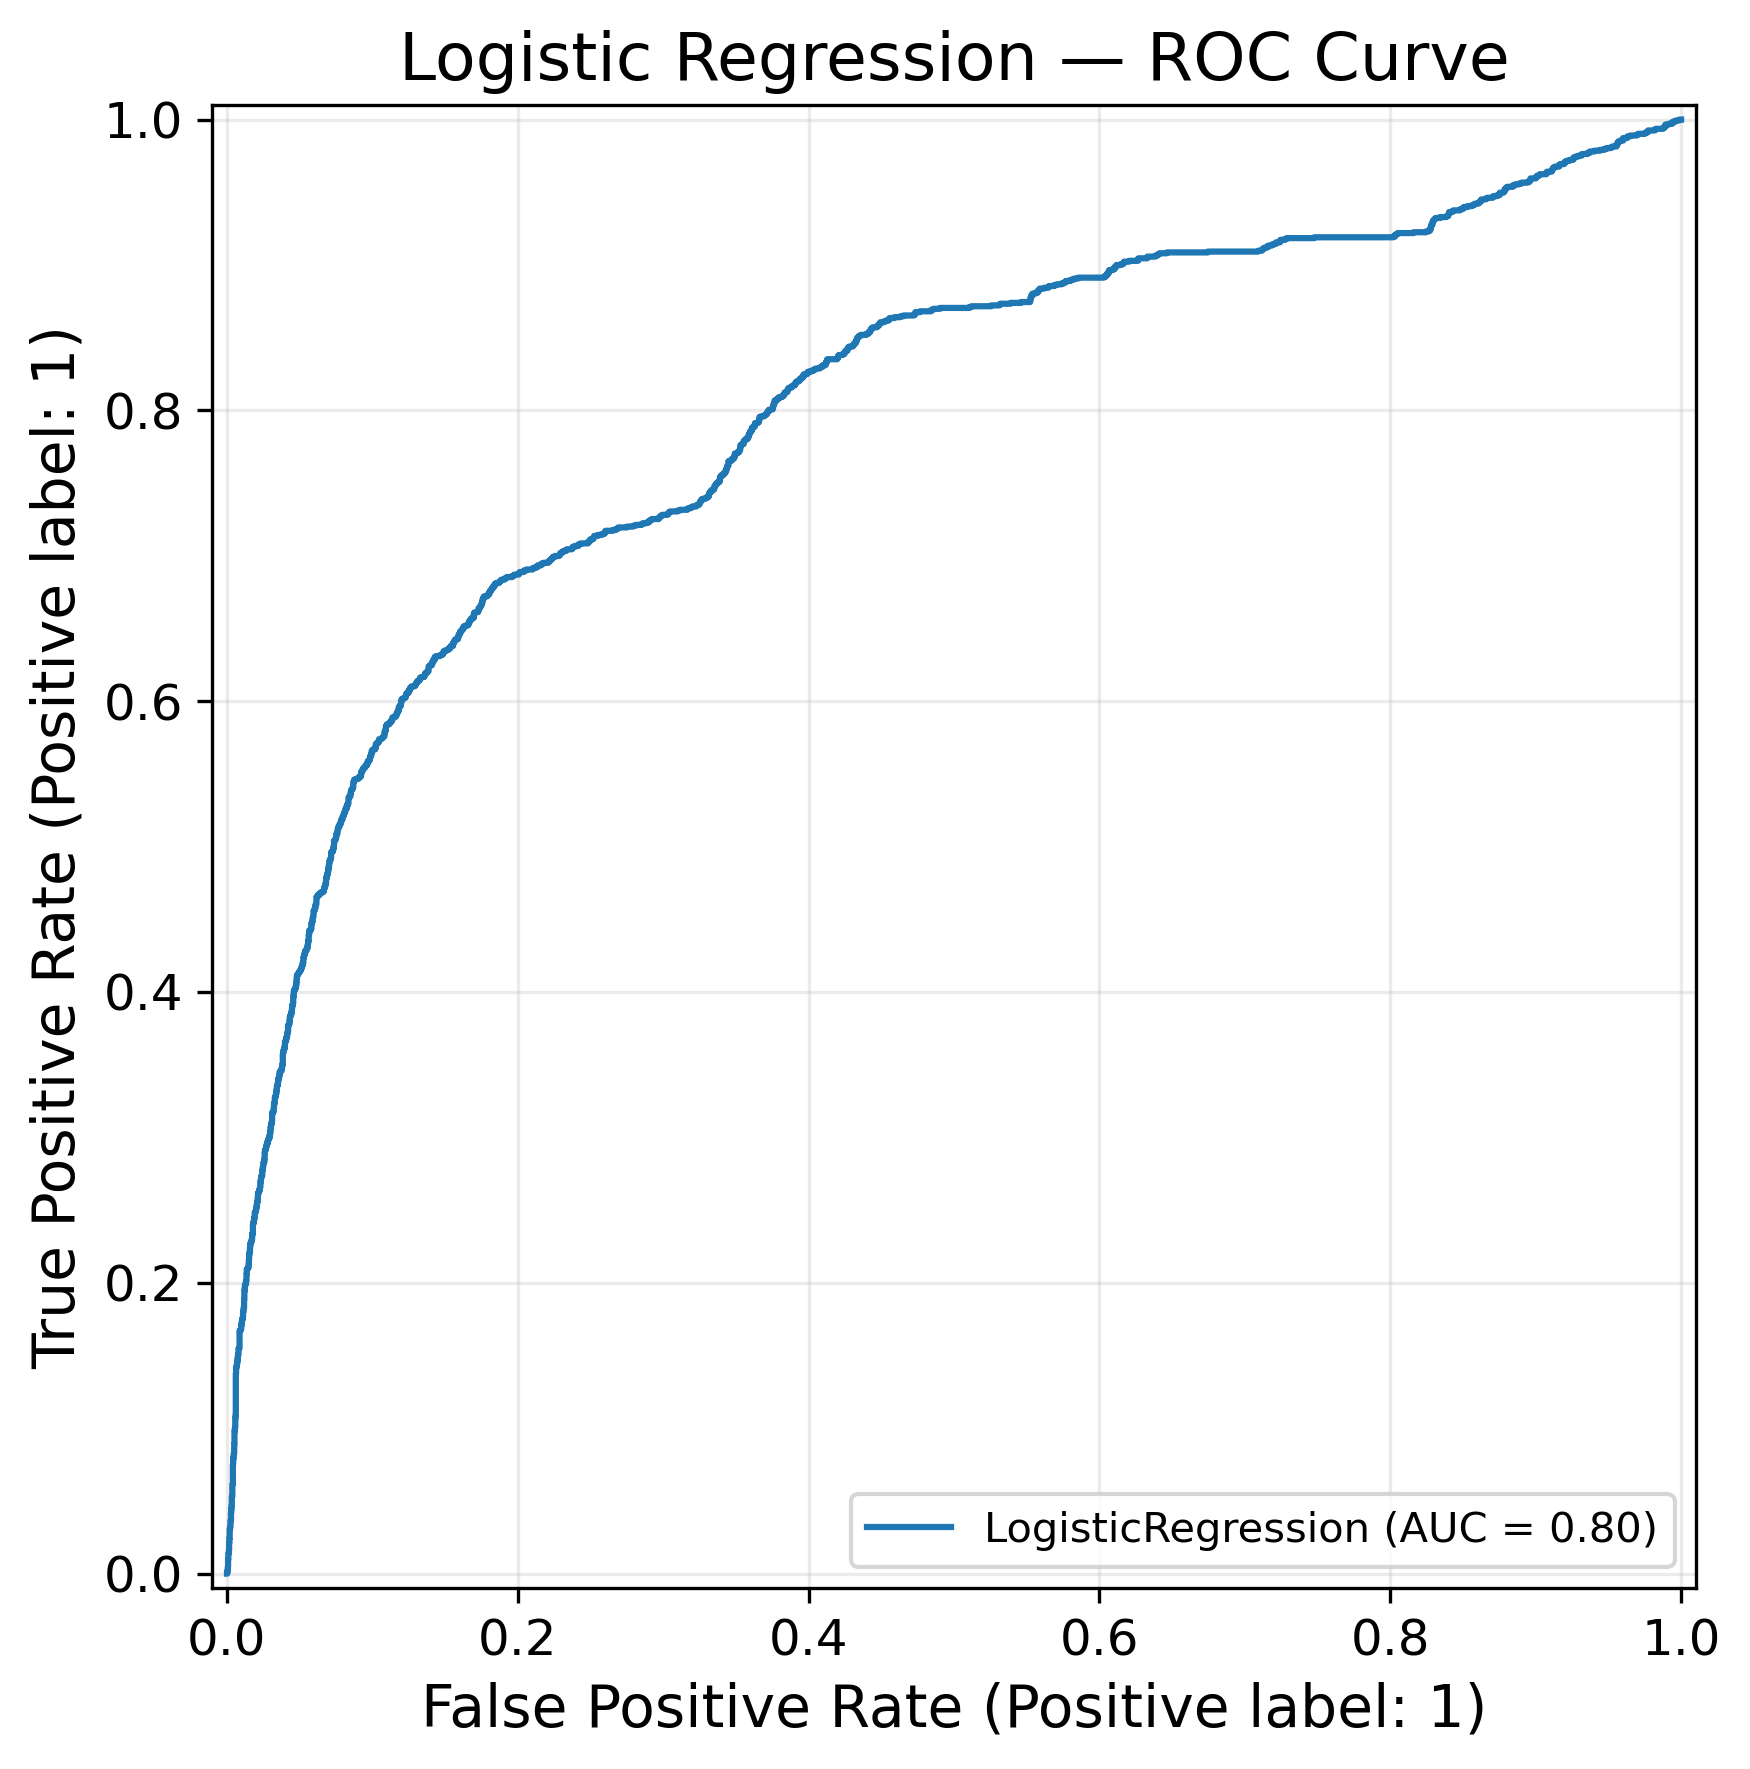 Logistic Regression — ROC Curve
True Positive Rate (Positive label: 1)
1.0
0.8
0.6
0.4
0.2
0.0
LogisticRegression (AUC = 0.80)
0.0 0.2 0.4 0.6 0.8 1.0
False Positive Rate (Positive label: 1)